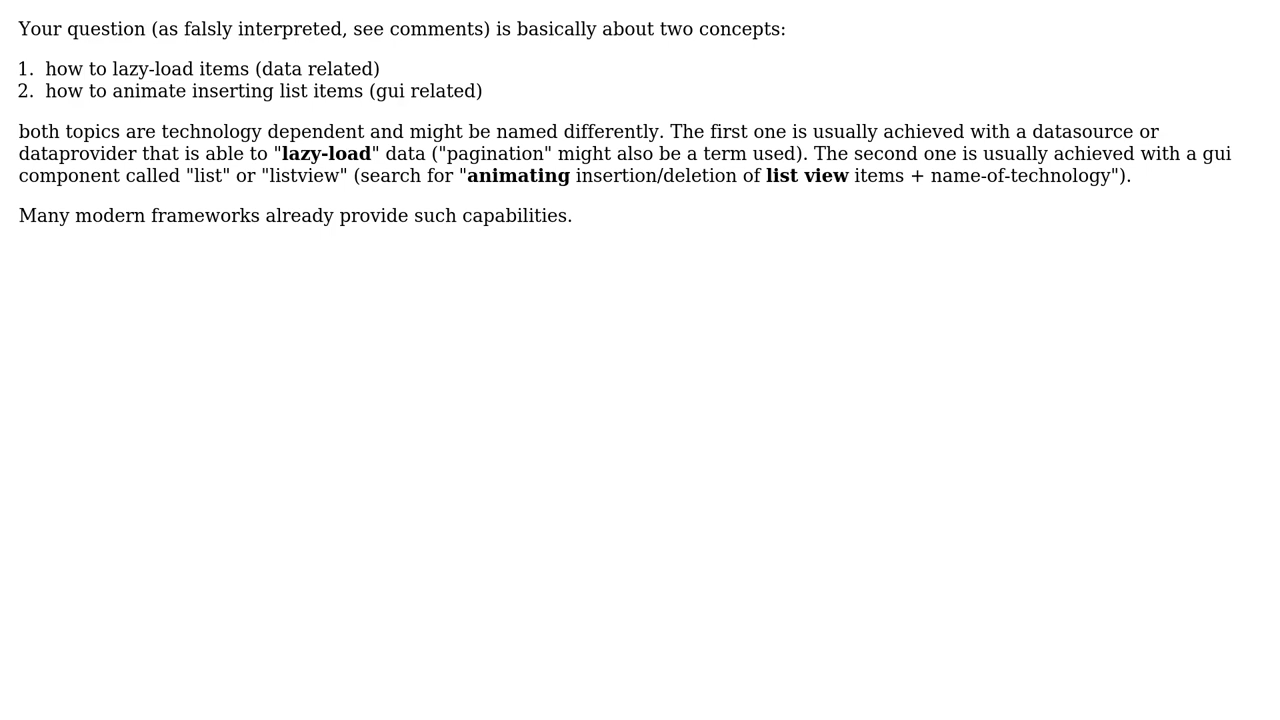 Your question (as falsly interpreted, see comments) is basically about two concepts:
1. how to lazy-load items (data related)
2. how to animate inserting list items (gui related)
both topics are technology dependent and might be named differently. The first one is usually achieved with a datasource or
dataprovider that is able to "lazy-load" data ("pagination" might also be a term used). The second one is usually achieved with a gui
component called "list" or "listview" (search for "animating insertion/deletion of list view items + name-of-technology").
Many modern frameworks already provide such capabilities.